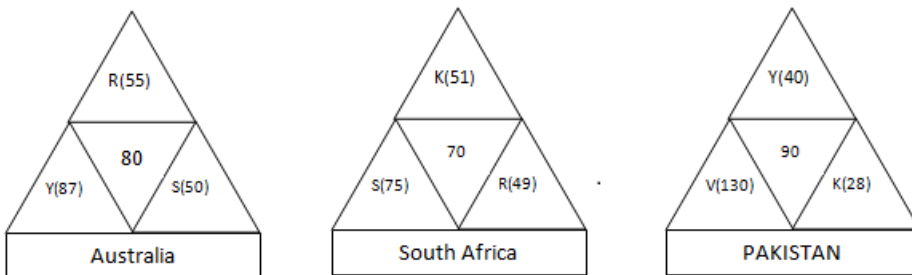 R(55)
80
Y(87)
S(50)
Australia
K(51)
70
S(75)
R(49)
.
South Africa
Y(40)
90
V(130)
K(28)
PAKISTAN